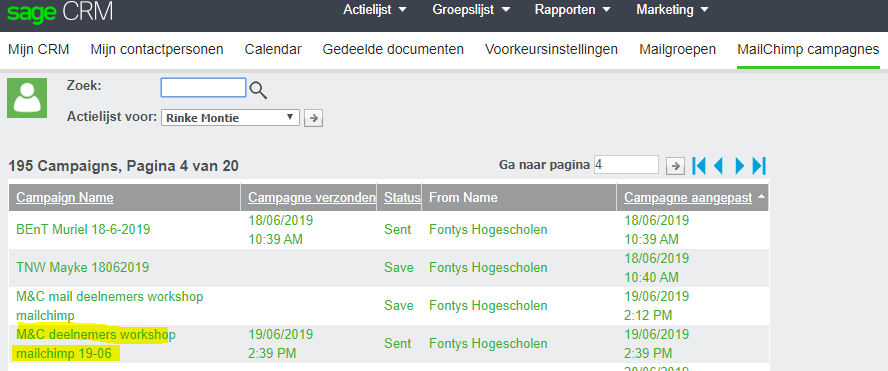 sage CRM Actielijst Groepslijst Rapporten Marketing
Mijn CRM Mijn contactpersonen Calendar Gedeelde documenten Voorkeursinstellingen Mailgroepen MailChimp campagnes
Zoek:
Actielijst voor: Rinke Montie
195 Campaigns, Pagina 4 van 20 Ga naar pagina 4
Campaign Name Campagne verzonden Status From Name Campagne aangepast
BEnT Muriel 18-6-2019 18/06/2019 10:39 AM Sent Fontys Hogescholen 18/06/2019 10:39 AM
TNW Mayke 18062019 Save Fontys Hogescholen 18/06/2019 10:40 AM
M&C mail deelnemers workshop mailchimp Save Fontys Hogescholen 19/06/2019 2:12 PM
M&C deelnemers workshop mailchimp 19-06 19/06/2019 2:39 PM Sent Fontys Hogescholen 19/06/2019 2:39 PM